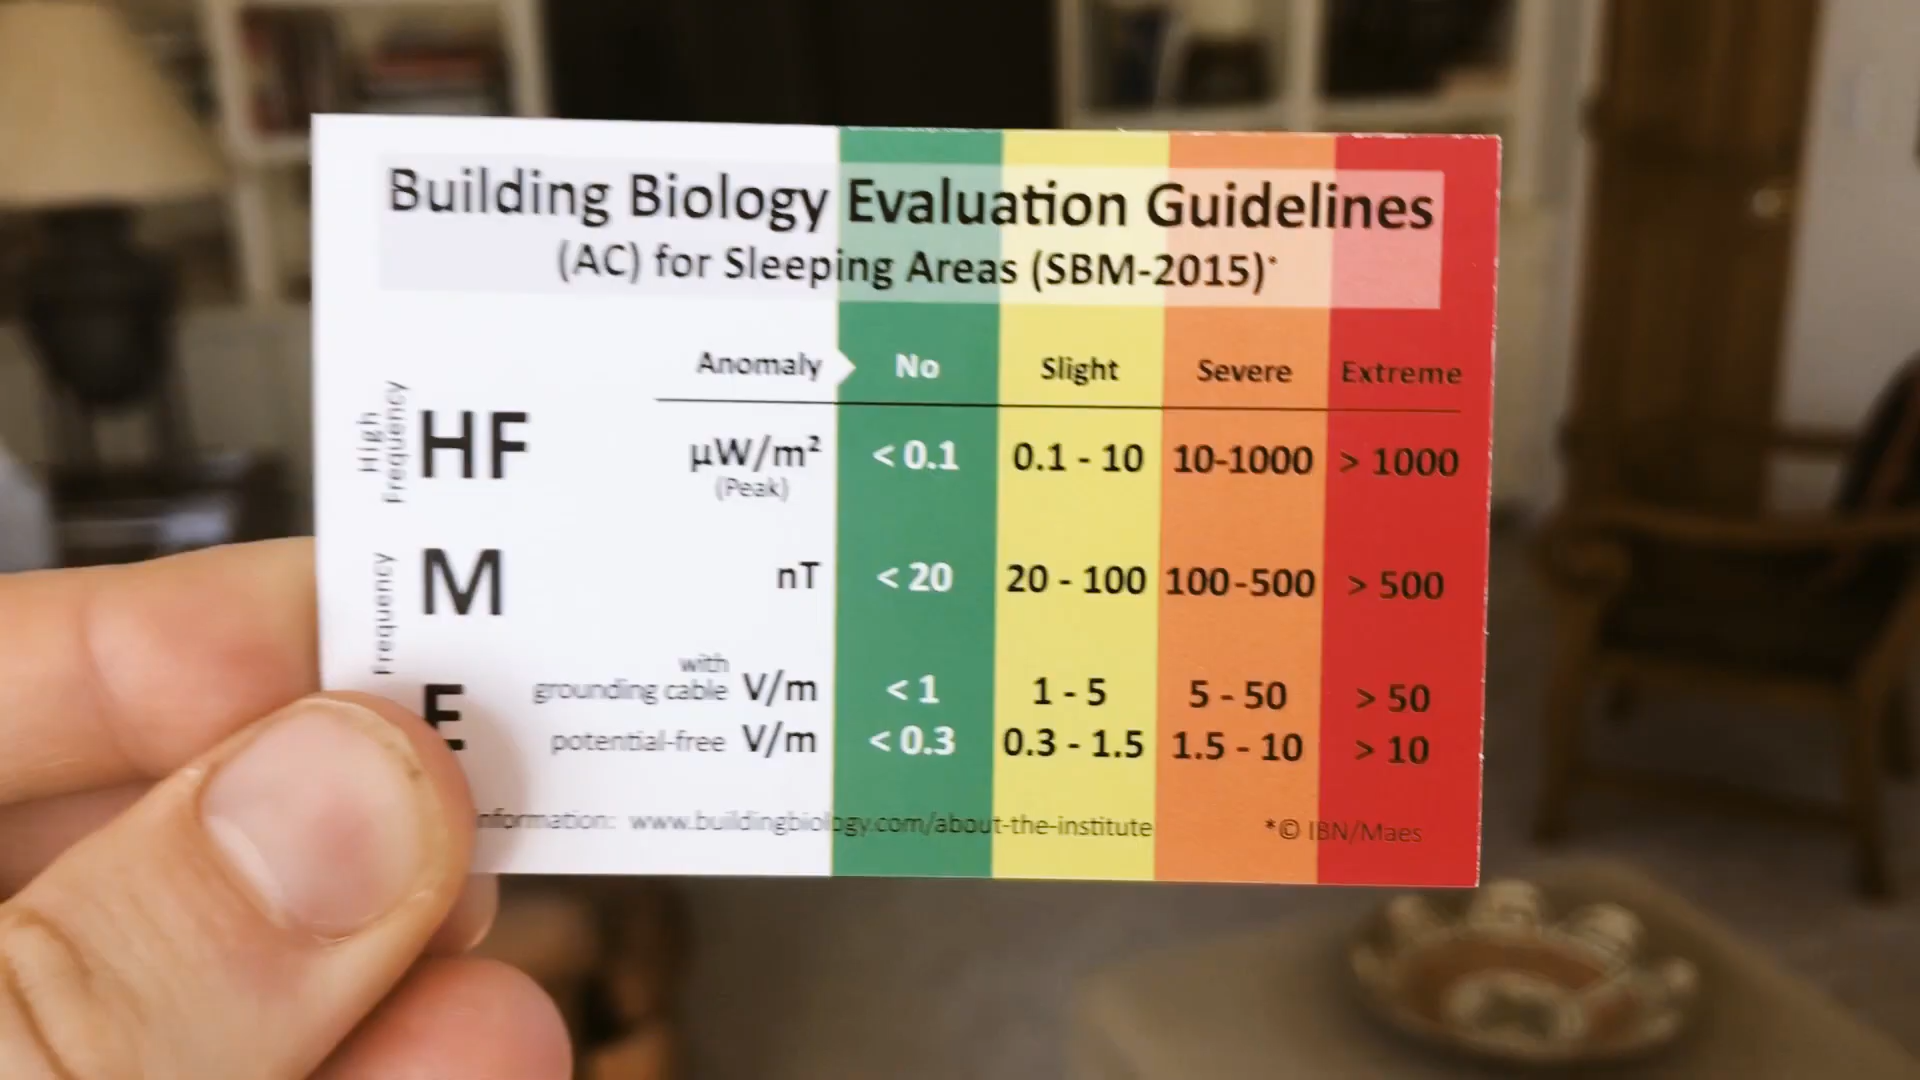 Building Biology Evaluation Guidelines
(AC) for Sleeping Areas (SBM-2015)*
Anomaly No Slight Severe Extreme
High Frequency HF µW/m² (Peak) < 0.1 0.1 - 10 10-1000 > 1000
Frequency M nT < 20 20 - 100 100-500 > 500
E with grounding cable V/m < 1 1 - 5 5 - 50 > 50
potential-free V/m < 0.3 0.3 - 1.5 1.5 - 10 > 10
nformation: www.buildingbiology.com/about-the-institute *© IBN/Maes